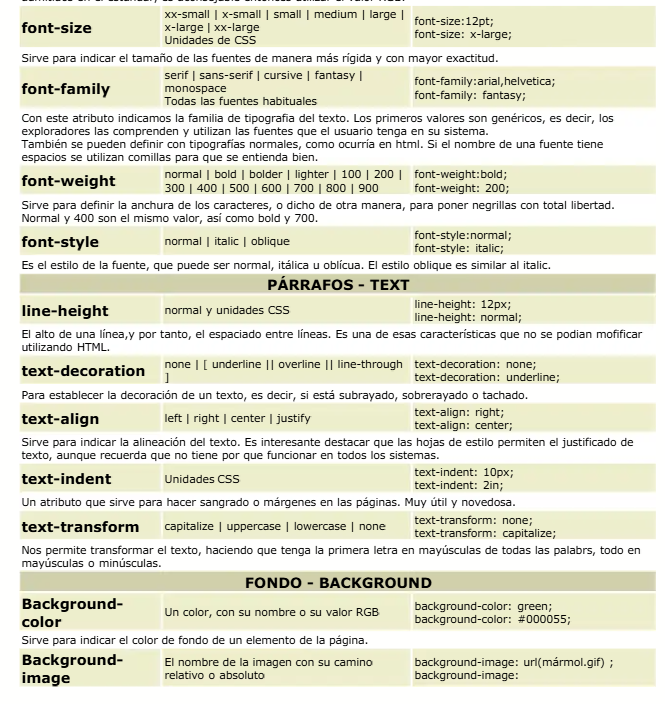 admitidos en el estándar, es aconsejable entonces utilizar el valor RGB.
font-size
xx-small | x-small | small | medium | large |
x-large | xx-large
Unidades de CSS
font-size:12pt;
font-size: x-large;
Sirve para indicar el tamaño de las fuentes de manera más rígida y con mayor exactitud.
font-family
serif | sans-serif | cursive | fantasy |
monospace
Todas las fuentes habituales
font-family:arial,helvetica;
font-family: fantasy;
Con este atributo indicamos la familia de tipografia del texto. Los primeros valores son genéricos, es decir, los
exploradores las comprenden y utilizan las fuentes que el usuario tenga en su sistema.
También se pueden definir con tipografías normales, como ocurría en html. Si el nombre de una fuente tiene
espacios se utilizan comillas para que se entienda bien.
font-weight
normal | bold | bolder | lighter | 100 | 200 |
300 | 400 | 500 | 600 | 700 | 800 | 900
font-weight:bold;
font-weight: 200;
Sirve para definir la anchura de los caracteres, o dicho de otra manera, para poner negrillas con total libertad.
Normal y 400 son el mismo valor, así como bold y 700.
font-style
normal | italic | oblique
font-style:normal;
font-style: italic;
Es el estilo de la fuente, que puede ser normal, itálica u oblícua. El estilo oblique es similar al italic.
PÁRRAFOS - TEXT
line-height
normal y unidades CSS
line-height: 12px;
line-height: normal;
El alto de una línea,y por tanto, el espaciado entre líneas. Es una de esas características que no se podian mofificar
utilizando HTML.
text-decoration
none | [ underline || overline || line-through
]
text-decoration: none;
text-decoration: underline;
Para establecer la decoración de un texto, es decir, si está subrayado, sobrerayado o tachado.
text-align
left | right | center | justify
text-align: right;
text-align: center;
Sirve para indicar la alineación del texto. Es interesante destacar que las hojas de estilo permiten el justificado de
texto, aunque recuerda que no tiene por que funcionar en todos los sistemas.
text-indent
Unidades CSS
text-indent: 10px;
text-indent: 2in;
Un atributo que sirve para hacer sangrado o márgenes en las páginas. Muy útil y novedosa.
text-transform
capitalize | uppercase | lowercase | none
text-transform: none;
text-transform: capitalize;
Nos permite transformar el texto, haciendo que tenga la primera letra en mayúsculas de todas las palabrs, todo en
mayúsculas o minúsculas.
FONDO - BACKGROUND
Background-
color
Un color, con su nombre o su valor RGB
background-color: green;
background-color: #000055;
Sirve para indicar el color de fondo de un elemento de la página.
Background-
image
El nombre de la imagen con su camino
relativo o absoluto
background-image: url(mármol.gif) ;
background-image: